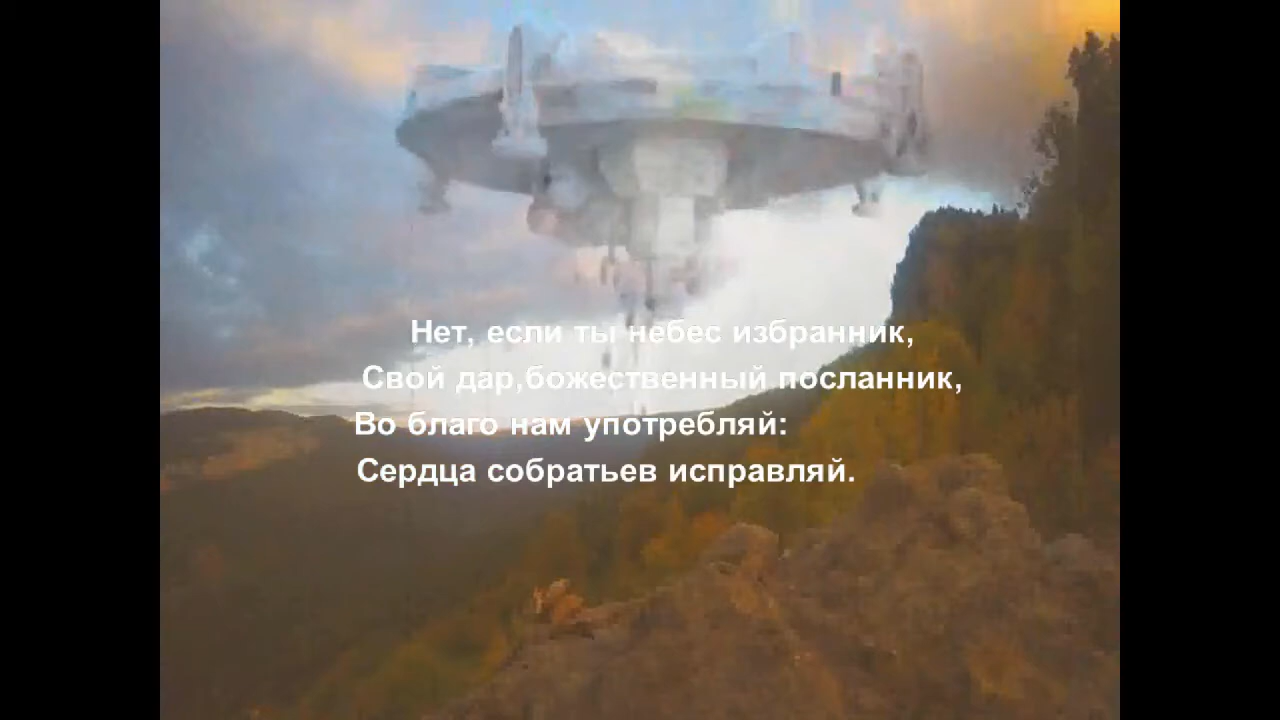 Нет, если ты небес избранник,
Свой дар,божественный посланник,
Во благо нам употребляй:
Сердца собратьев исправляй.